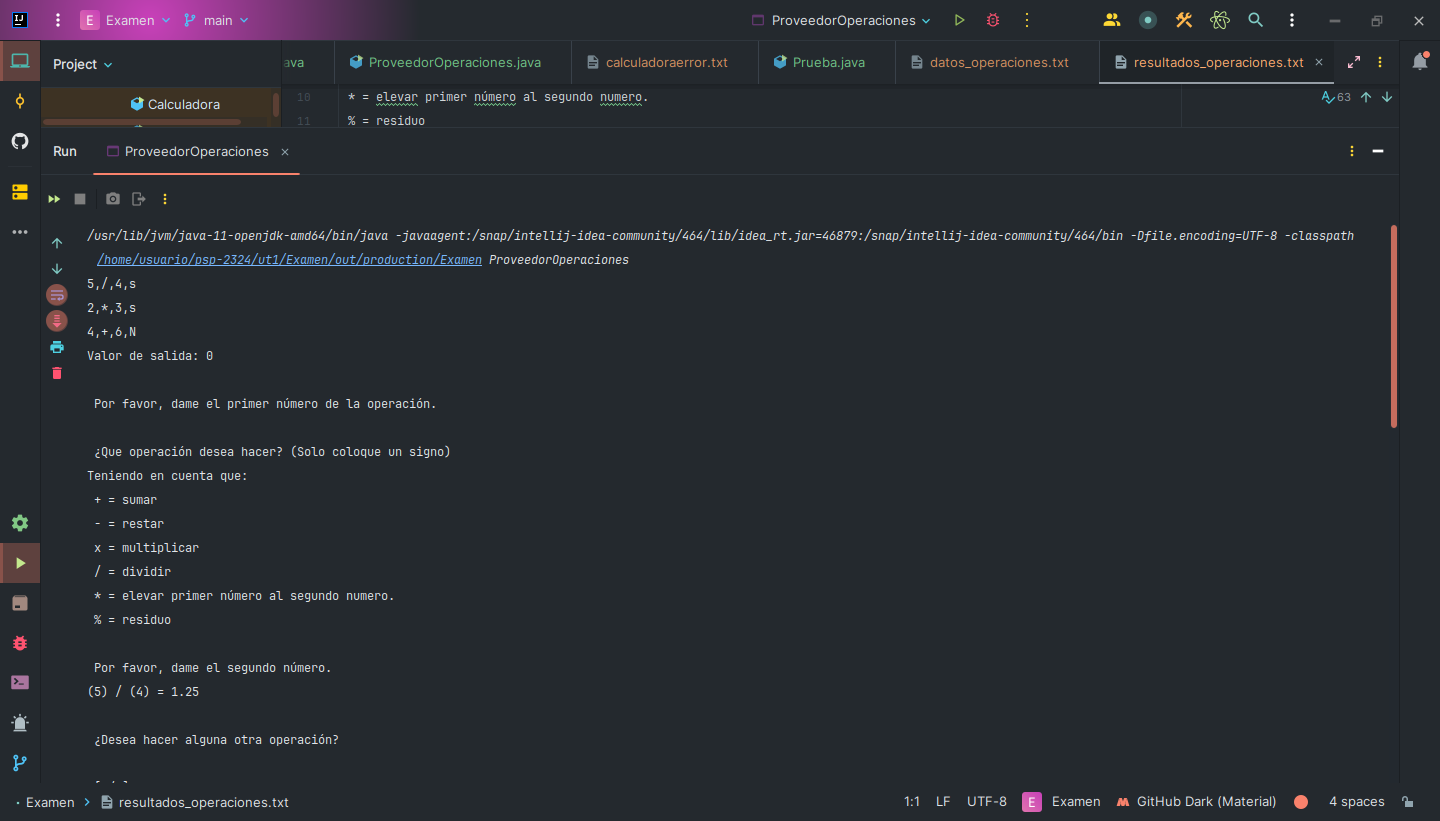 IJ
E Examen main ProveedorOperaciones
Project
ava ProveedorOperaciones.java calculadoraerror.txt Prueba.java datos_operaciones.txt resultados_operaciones.txt
Calculadora
10 * = elevar primer número al segundo numero. 63
11 % = residuo
Run ProveedorOperaciones
/usr/lib/jvm/java-11-openjdk-amd64/bin/java -javaagent:/snap/intellij-idea-community/464/lib/idea_rt.jar=46879:/snap/intellij-idea-community/464/bin -Dfile.encoding=UTF-8 -classpath
/home/usuario/psp-2324/ut1/Examen/out/production/Examen ProveedorOperaciones
5,/,4,s
2,*,3,s
4,+,6,N
Valor de salida: 0
Por favor, dame el primer número de la operación.
¿Que operación desea hacer? (Solo coloque un signo)
Teniendo en cuenta que:
+ = sumar
- = restar
x = multiplicar
/ = dividir
* = elevar primer número al segundo numero.
% = residuo
Por favor, dame el segundo número.
(5) / (4) = 1.25
¿Desea hacer alguna otra operación?
Examen > resultados_operaciones.txt 1:1 LF UTF-8 E Examen GitHub Dark (Material) 4 spaces